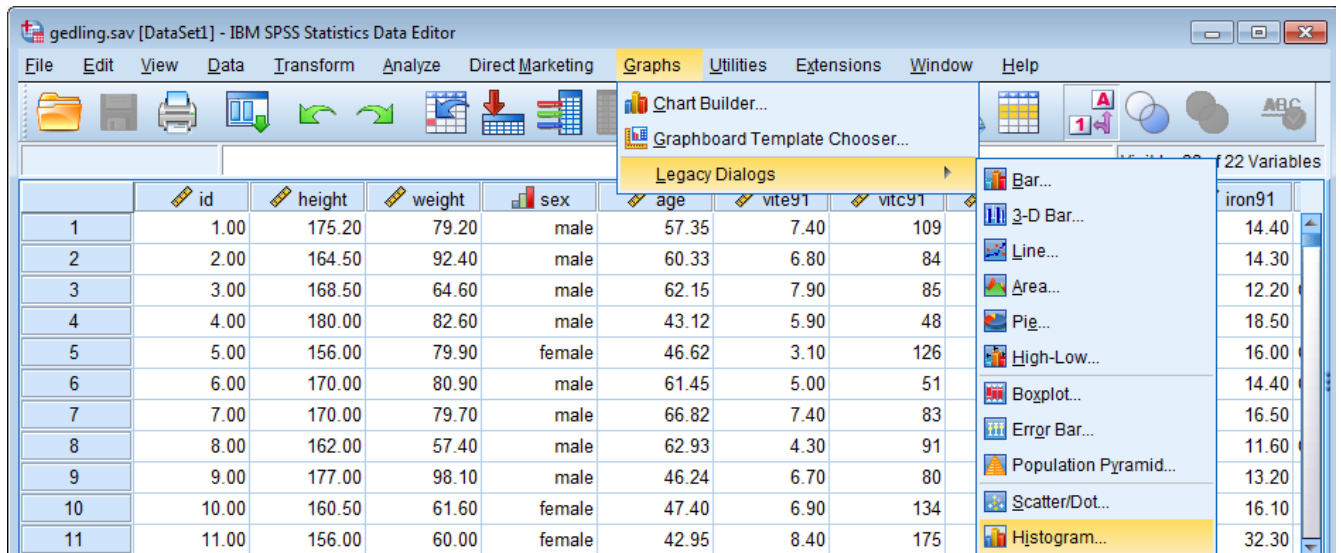 gedling.sav [DataSet1] - IBM SPSS Statistics Data Editor
File Edit View Data Transform Analyze Direct Marketing Graphs Utilities Extensions Window Help
Chart Builder...
A
1
ABC
Graphboard Template Chooser...
Legacy Dialogs
of 22 Variables
Bar...
3-D Bar...
Line...
Area...
Pie...
High-Low...
Boxplot...
Error Bar...
Population Pyramid...
Scatter/Dot...
Histogram...
id height weight sex age vite91 vitc91 iron91
1 1.00 175.20 79.20 male 57.35 7.40 109 14.40
2 2.00 164.50 92.40 male 60.33 6.80 84 14.30
3 3.00 168.50 64.60 male 62.15 7.90 85 12.20
4 4.00 180.00 82.60 male 43.12 5.90 48 18.50
5 5.00 156.00 79.90 female 46.62 3.10 126 16.00
6 6.00 170.00 80.90 male 61.45 5.00 51 14.40
7 7.00 170.00 79.70 male 66.82 7.40 83 16.50
8 8.00 162.00 57.40 male 62.93 4.30 91 11.60
9 9.00 177.00 98.10 male 46.24 6.70 80 13.20
10 10.00 160.50 61.60 female 47.40 6.90 134 16.10
11 11.00 156.00 60.00 female 42.95 8.40 175 32.30